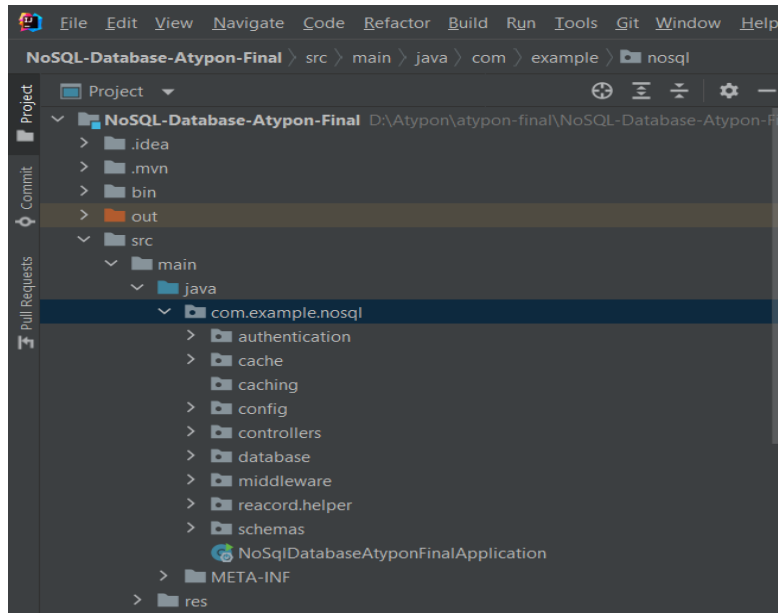 File Edit View Navigate Code Refactor Build Run Tools Git Window Help
NoSQL-Database-Atypon-Final src main java com example nosql
Project
Project
Commit
Pull Requests
NoSQL-Database-Atypon-Final D:\Atypon\atypon-final\NoSQL-Database-Atypon-Fi
.idea
.mvn
bin
out
src
main
java
com.example.nosql
authentication
cache
caching
config
controllers
database
middleware
reacord.helper
schemas
NoSqlDatabaseAtyponFinalApplication
META-INF
res